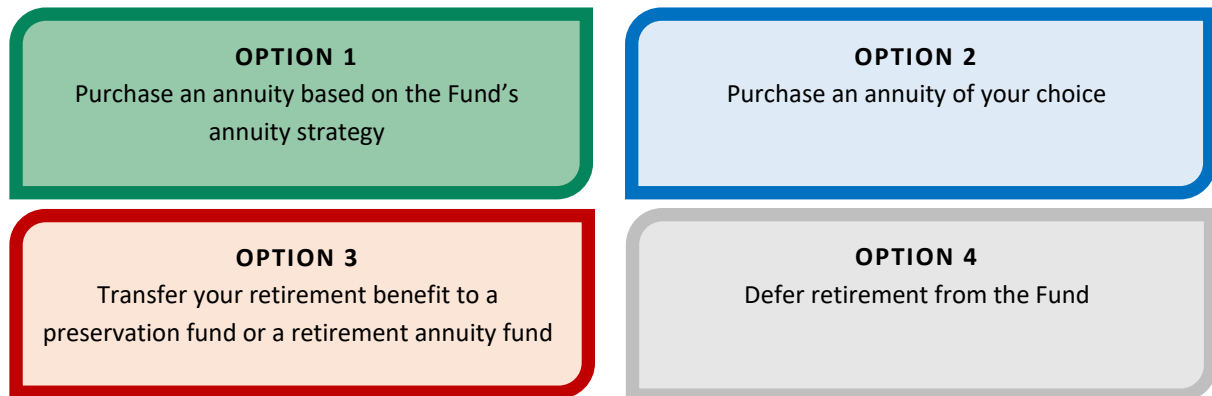 OPTION 1
Purchase an annuity based on the Fund’s
annuity strategy
OPTION 2
Purchase an annuity of your choice
OPTION 3
Transfer your retirement benefit to a
preservation fund or a retirement annuity fund
OPTION 4
Defer retirement from the Fund